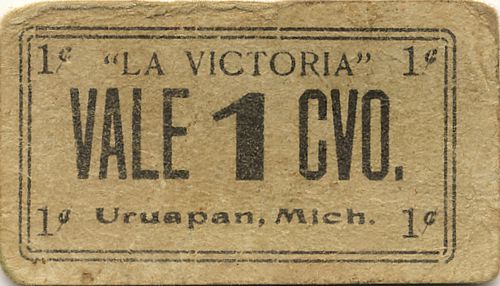 1¢ "LA VICTORIA" 1¢
VALE 1 CVO.
1¢ Uruapan, Mich. 1¢